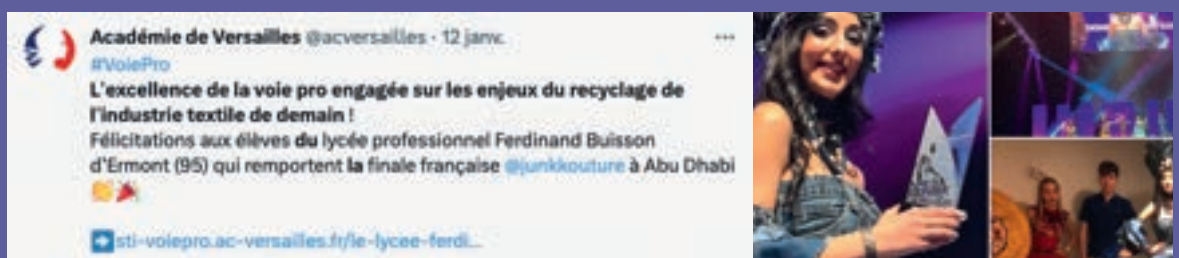 Académie de Versailles @acversailles · 12 janv.
#VoiePro
L'excellence de la voie pro engagée sur les enjeux du recyclage de
l'industrie textile de demain !
Félicitations aux élèves du lycée professionnel Ferdinand Buisson
d'Ermont (95) qui remportent la finale française @junkkouture à Abu Dhabi
sti-voiepro.ac-versailles.fr/le-lycee-ferdi...